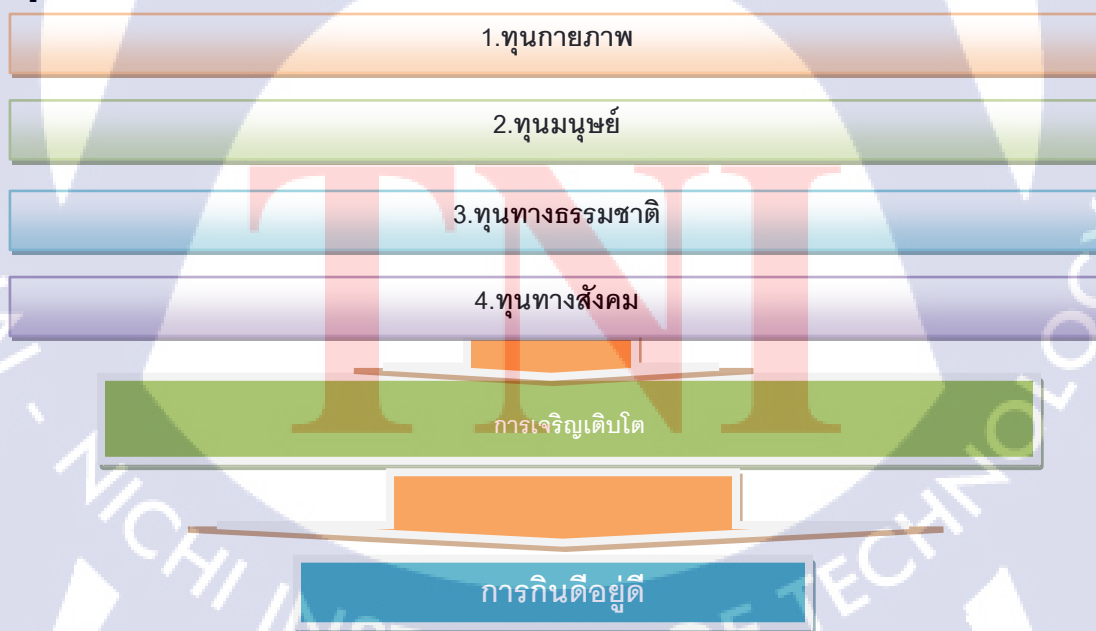 1.ทุนกายภาพ
2.ทุนมนุษย์
3.ทุนทางธรรมชาติ
4.ทุนทางสังคม
TNI
การเจริญเติบโต
การกินดีอยู่ดี